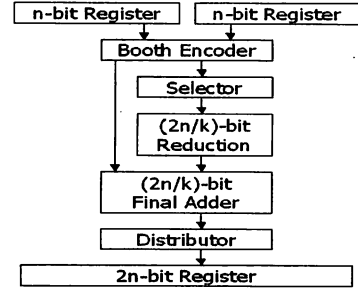 n-bit Register
n-bit Register
Booth Encoder
Selector
(2n/k)-bit
Reduction
(2n/k)-bit
Final Adder
Distributor
2n-bit Register